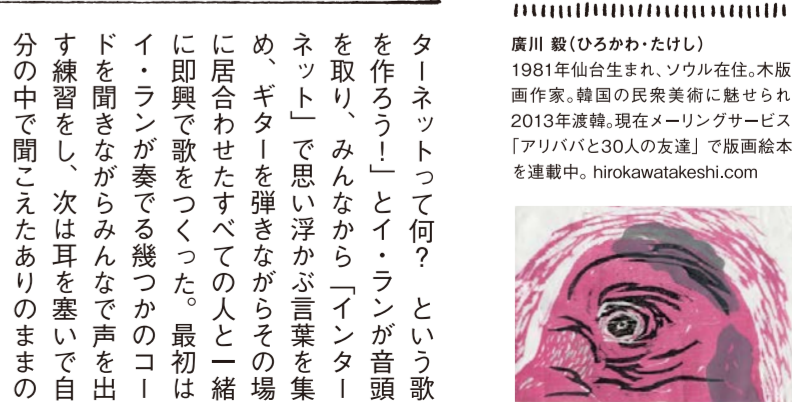 廣川 毅(ひろかわ・たけし)
1981年仙台生まれ、ソウル在住。木版
画作家。韓国の民衆美術に魅せられ
2013年渡韓。現在メーリングサービス
「アリババと30人の友達」で版画絵本
を連載中。hirokawatakeshi.com
ターネットって何? という歌
を作ろう!」とイ・ランが音頭
を取り、みんなから「インター
ネット」で思い浮かぶ言葉を集
め、ギターを弾きながらその場
に居合わせたすべての人と一緒
に即興で歌をつくった。最初は
イ・ランが奏でる幾つかのコー
ドを聞きながらみんなで声を出
す練習をし、次は耳を塞いで自
分の中で聞こえたありのままの